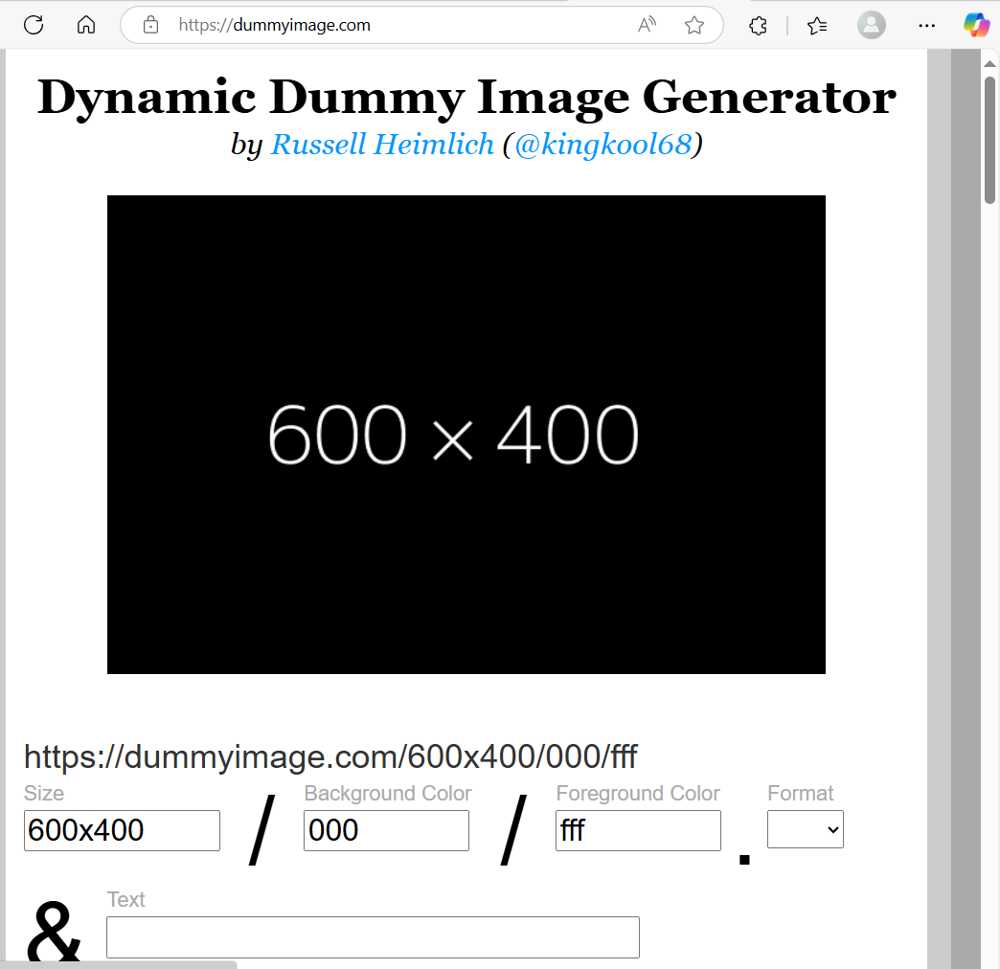 https://dummyimage.com
Dynamic Dummy Image Generator
by Russell Heimlich (@kingkool68)
600 × 400
https://dummyimage.com/600x400/000/fff
Size Background Color Foreground Color Format
600x400 / 000 / fff .
Text
&